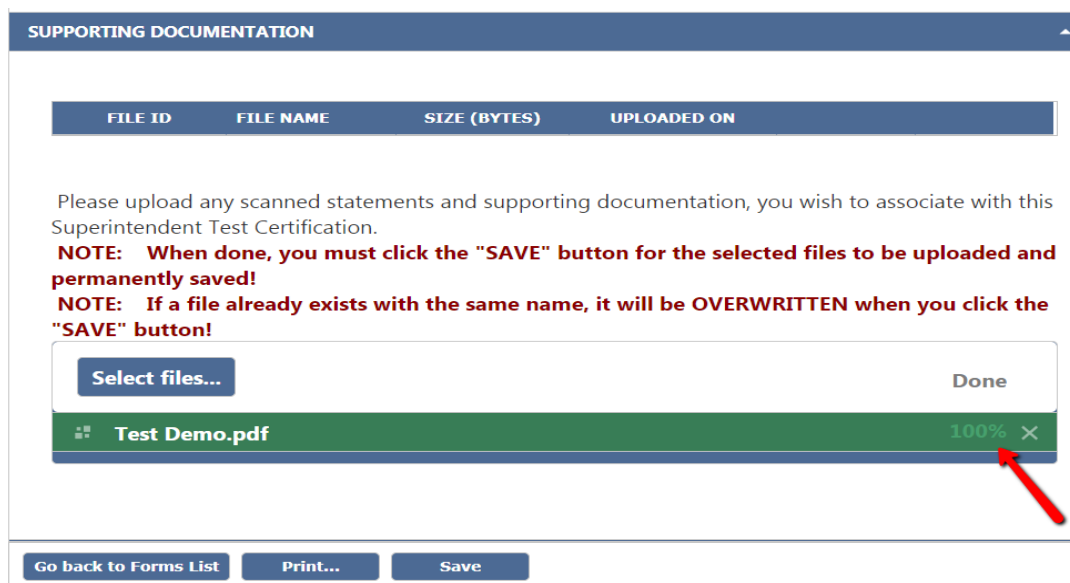 SUPPORTING DOCUMENTATION
FILE ID FILE NAME SIZE (BYTES) UPLOADED ON
Please upload any scanned statements and supporting documentation, you wish to associate with this
Superintendent Test Certification.
NOTE: When done, you must click the "SAVE" button for the selected files to be uploaded and
permanently saved!
NOTE: If a file already exists with the same name, it will be OVERWRITTEN when you click the
"SAVE" button!
Select files... Done
Test Demo.pdf 100%
Go back to Forms List Print... Save